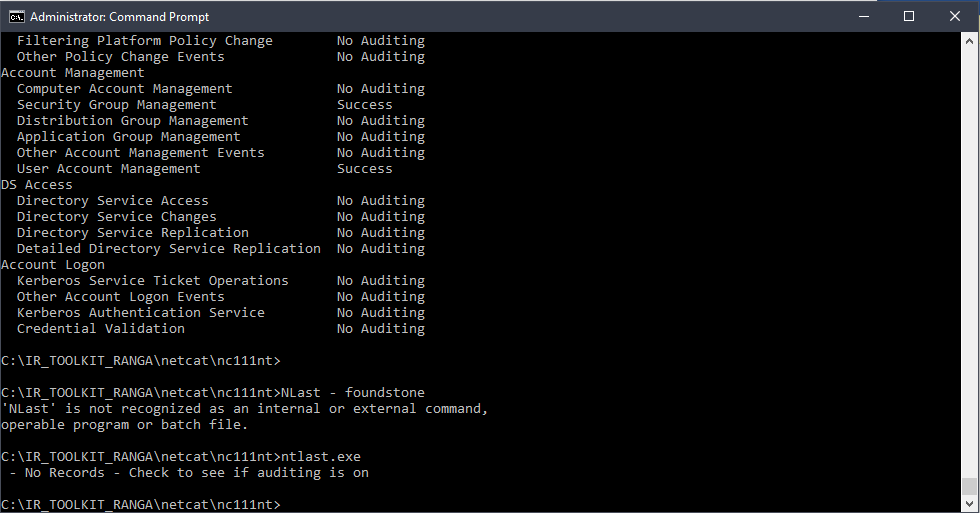 Administrator: Command Prompt
  Filtering Platform Policy Change        No Auditing
  Other Policy Change Events              No Auditing
Account Management
  Computer Account Management             No Auditing
  Security Group Management               Success
  Distribution Group Management           No Auditing
  Application Group Management            No Auditing
  Other Account Management Events         No Auditing
  User Account Management                 Success
DS Access
  Directory Service Access                No Auditing
  Directory Service Changes               No Auditing
  Directory Service Replication           No Auditing
  Detailed Directory Service Replication  No Auditing
Account Logon
  Kerberos Service Ticket Operations      No Auditing
  Other Account Logon Events              No Auditing
  Kerberos Authentication Service         No Auditing
  Credential Validation                   No Auditing
C:\IR_TOOLKIT_RANGA\netcat\nc111nt>
C:\IR_TOOLKIT_RANGA\netcat\nc111nt>NLast - foundstone
'NLast' is not recognized as an internal or external command,
operable program or batch file.
C:\IR_TOOLKIT_RANGA\netcat\nc111nt>ntlast.exe
 - No Records - Check to see if auditing is on
C:\IR_TOOLKIT_RANGA\netcat\nc111nt>